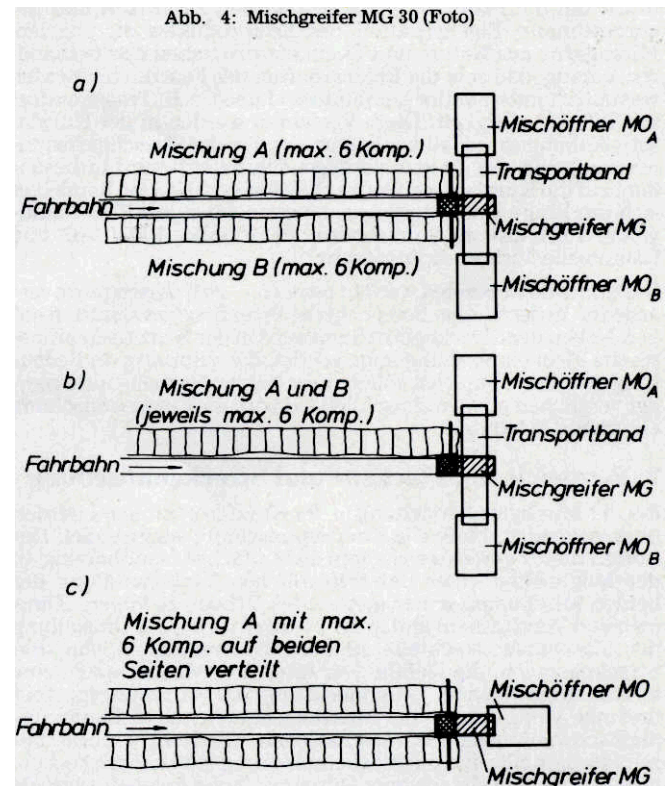 Abb. 4: Mischgreifer MG 30 (Foto)
a)
Mischöffner MO_A
Mischung A (max. 6 Komp.)
Transportband
Fahrbahn
Mischgreifer MG
Mischung B (max. 6 Komp.)
Mischöffner MO_B
b)
Mischung A und B
(jeweils max. 6 Komp.)
Mischöffner MO_A
Transportband
Fahrbahn
Mischgreifer MG
Mischöffner MO_B
c)
Mischung A mit max.
6 Komp. auf beiden
Seiten verteilt
Mischöffner MO
Fahrbahn
Mischgreifer MG